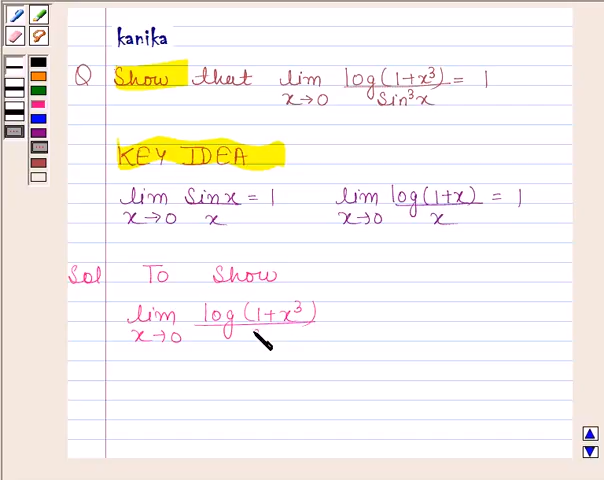 kanika
Q Show that lim x→0 log(1+x³)/sin³x = 1
KEY IDEA
lim x→0 sinx/x = 1 lim x→0 log(1+x)/x = 1
Sol To Show
lim x→0 log(1+x³)